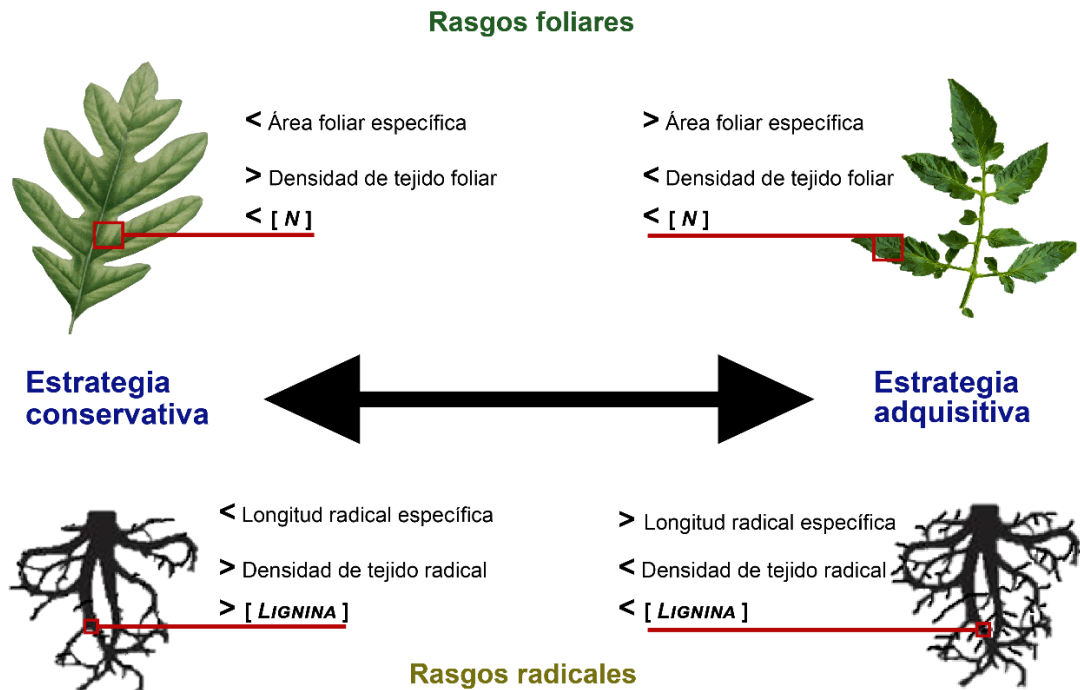 Rasgos foliares
< Área foliar específica
> Densidad de tejido foliar
< [ N ]
> Área foliar específica
< Densidad de tejido foliar
< [ N ]
Estrategia
conservativa
Estrategia
adquisitiva
< Longitud radical específica
> Densidad de tejido radical
> [ LIGNINA ]
> Longitud radical específica
< Densidad de tejido radical
< [ LIGNINA ]
Rasgos radicales